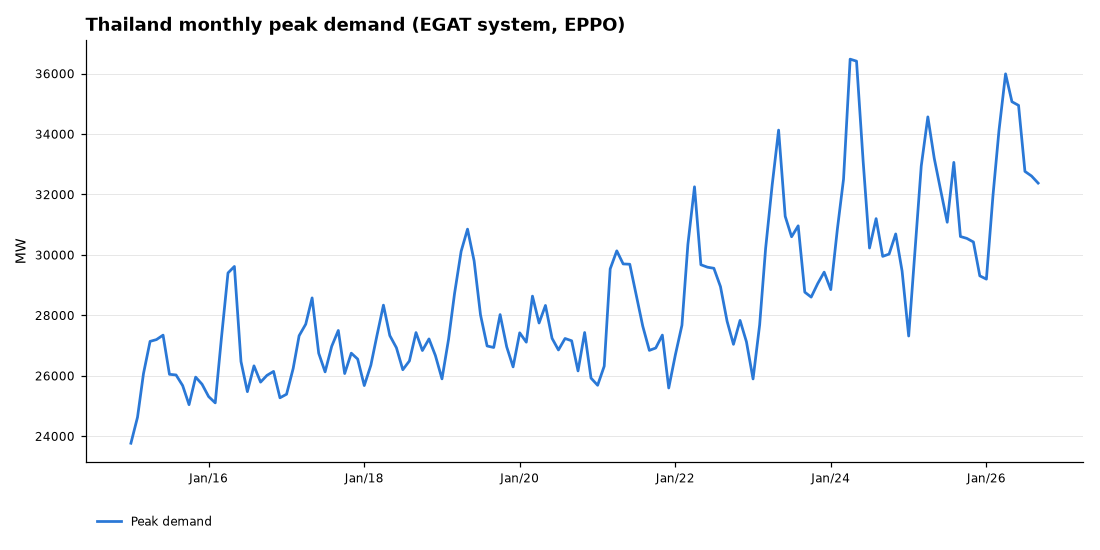 Thailand monthly peak demand (EGAT system, EPPO)
MW
36000
34000
32000
30000
28000
26000
24000
Jan/16 Jan/18 Jan/20 Jan/22 Jan/24 Jan/26
Peak demand